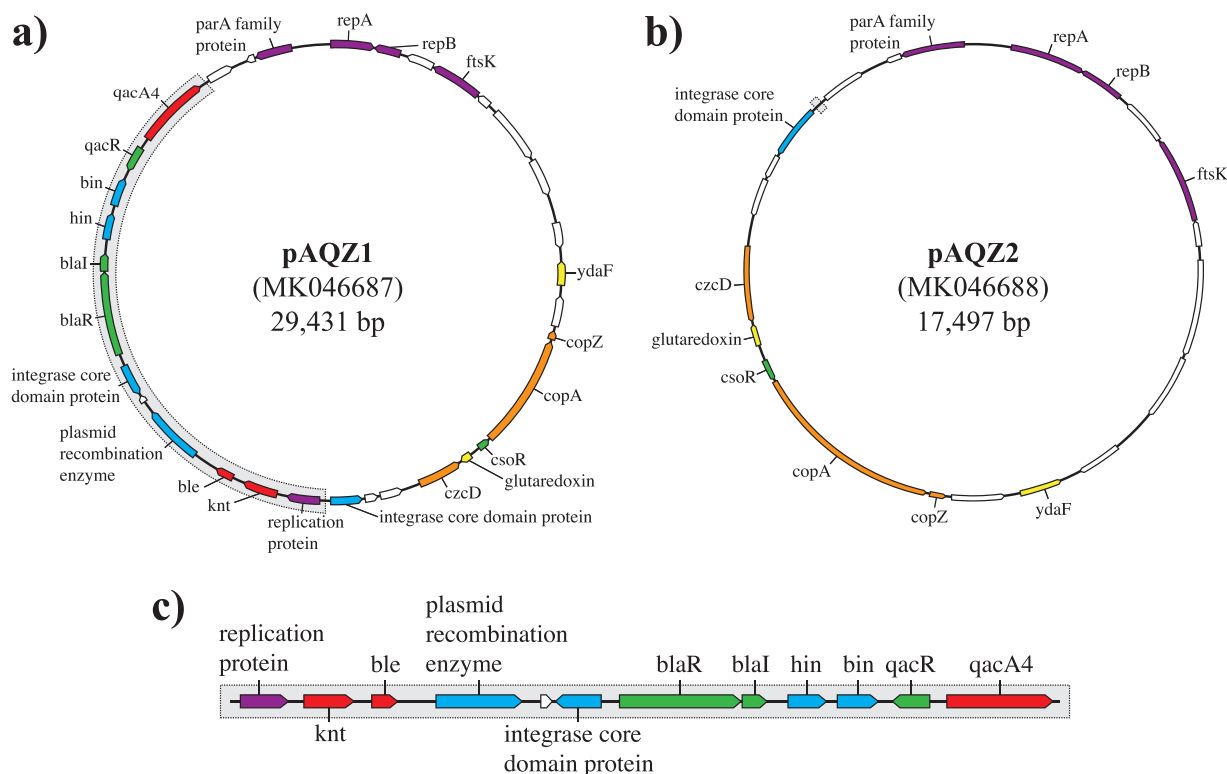 a)
parA family
protein
repA
repB
ftsK
qacA4
qacR
bin
hin
blaI
blaR
integrase core
domain protein
plasmid
recombination
enzyme
ble
knt
replication
protein
integrase core domain protein
czcD
glutaredoxin
csoR
copA
copZ
ydaF
pAQZ1
(MK046687)
29,431 bp
b)
parA family
protein
repA
repB
ftsK
integrase core
domain protein
czcD
glutaredoxin
csoR
copA
copZ
ydaF
pAQZ2
(MK046688)
17,497 bp
c)
replication
protein
knt
ble
plasmid
recombination
enzyme
integrase core
domain protein
blaR
blaI
hin
bin
qacR
qacA4